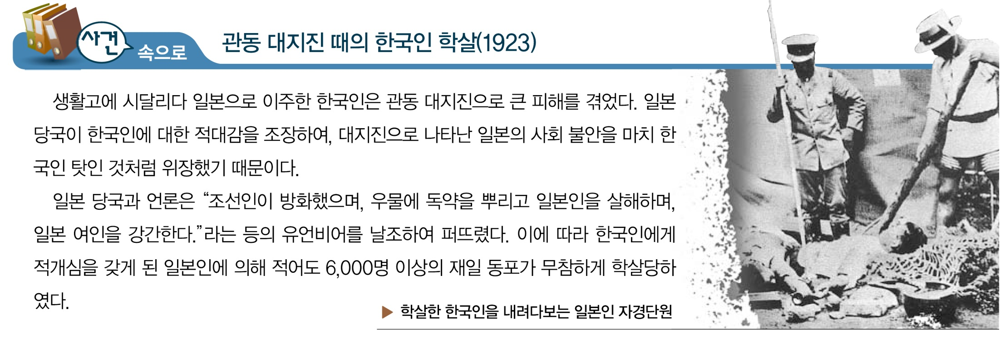 사건 속으로
관동 대지진 때의 한국인 학살(1923)
생활고에 시달리다 일본으로 이주한 한국인은 관동 대지진으로 큰 피해를 겪었다. 일본
당국이 한국인에 대한 적대감을 조장하여, 대지진으로 나타난 일본의 사회 불안을 마치 한
국인 탓인 것처럼 위장했기 때문이다.
일본 당국과 언론은 “조선인이 방화했으며, 우물에 독약을 뿌리고 일본인을 살해하며,
일본 여인을 강간한다.”라는 등의 유언비어를 날조하여 퍼뜨렸다. 이에 따라 한국인에게
적개심을 갖게 된 일본인에 의해 적어도 6,000명 이상의 재일 동포가 무참하게 학살당하
였다.
▶ 학살한 한국인을 내려다보는 일본인 자경단원